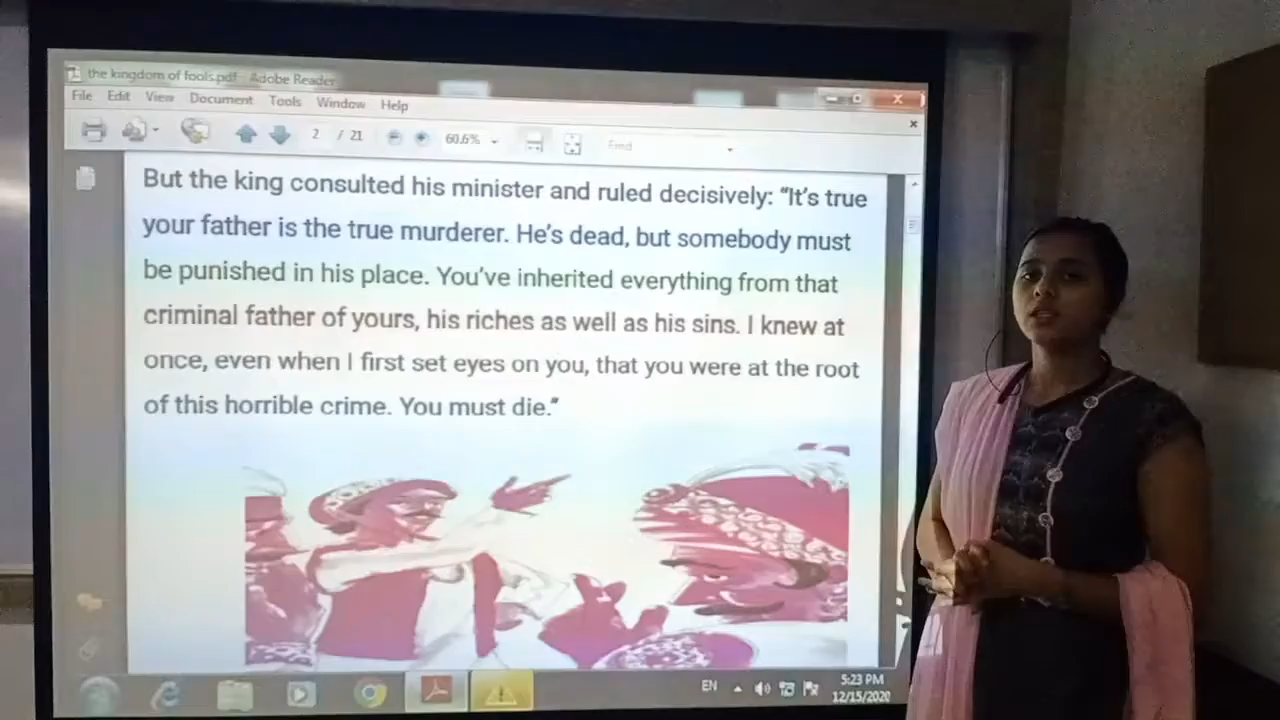 the kingdom of fools.pdf - Adobe Reader
File Edit View Document Tools Window Help
2 / 21 60.6% Find
But the king consulted his minister and ruled decisively: “It’s true
your father is the true murderer. He’s dead, but somebody must
be punished in his place. You’ve inherited everything from that
criminal father of yours, his riches as well as his sins. I knew at
once, even when I first set eyes on you, that you were at the root
of this horrible crime. You must die.”
EN 5:23 PM
12/15/2020